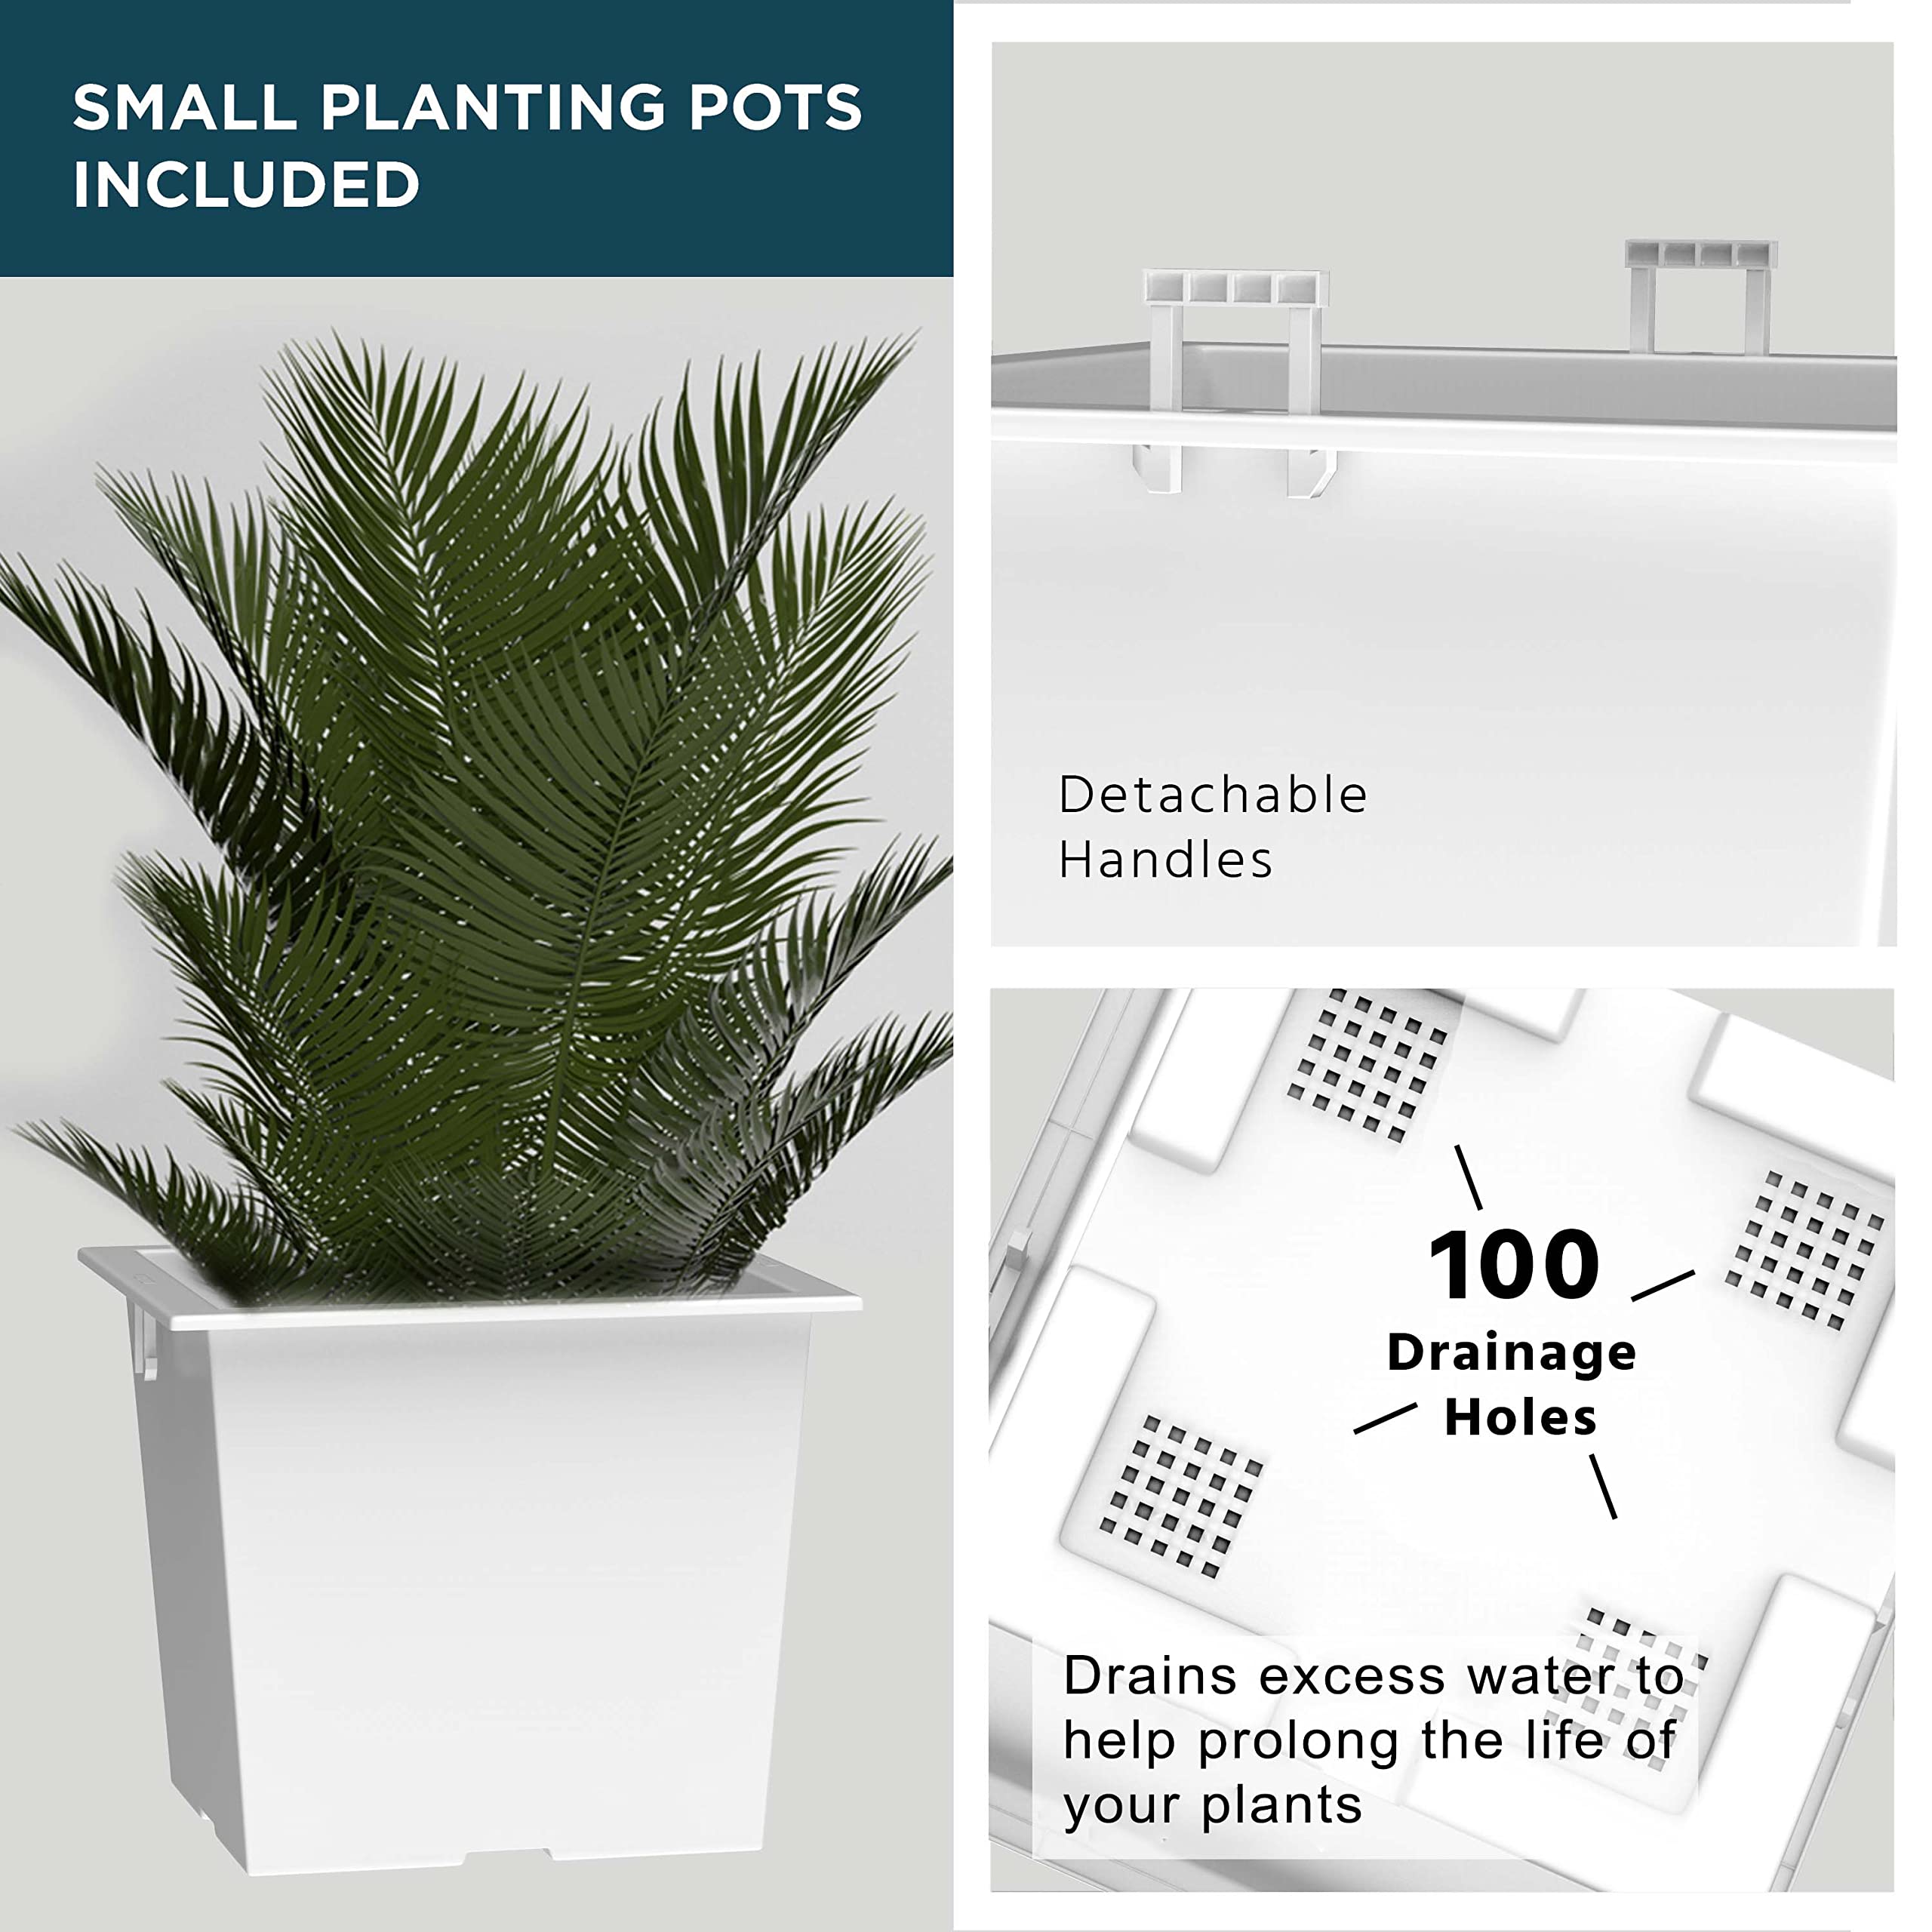 SMALL PLANTING POTS
INCLUDED
Detachable
Handles
100
Drainage
Holes
Drains excess water to
help prolong the life of
your plants